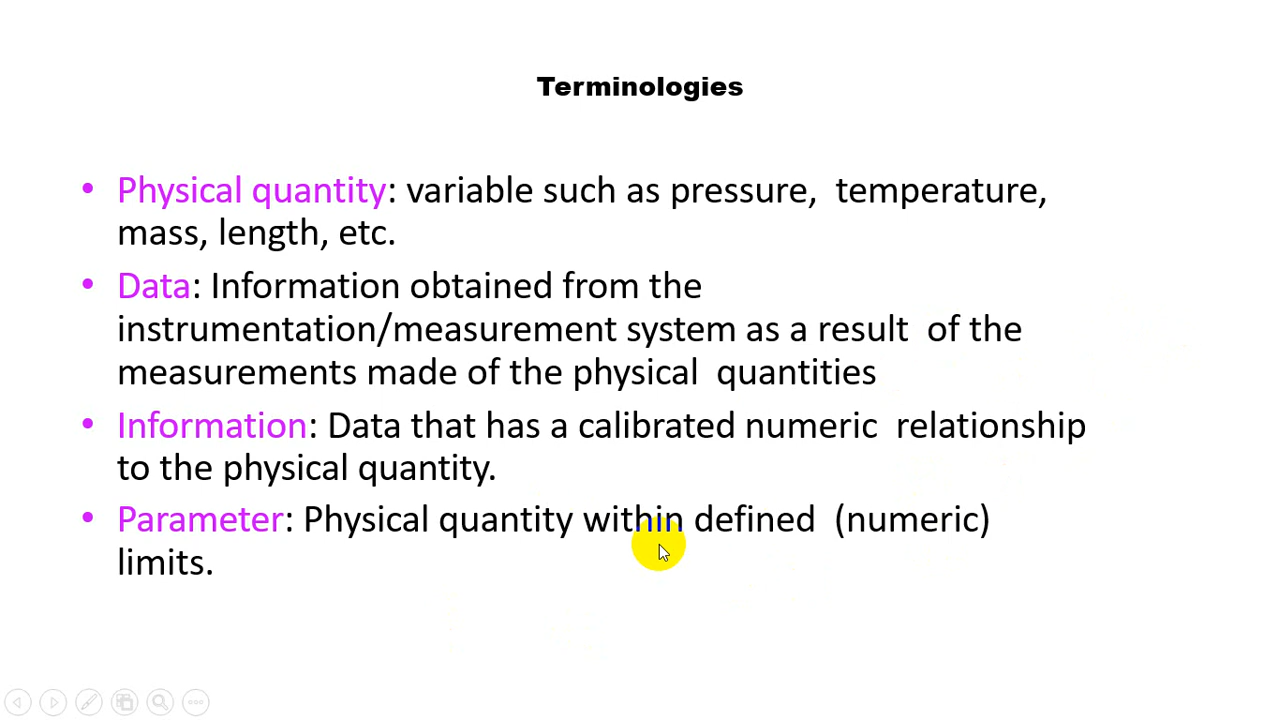 Terminologies
• Physical quantity: variable such as pressure, temperature,
mass, length, etc.
• Data: Information obtained from the
instrumentation/measurement system as a result of the
measurements made of the physical quantities
• Information: Data that has a calibrated numeric relationship
to the physical quantity.
• Parameter: Physical quantity within defined (numeric)
limits.